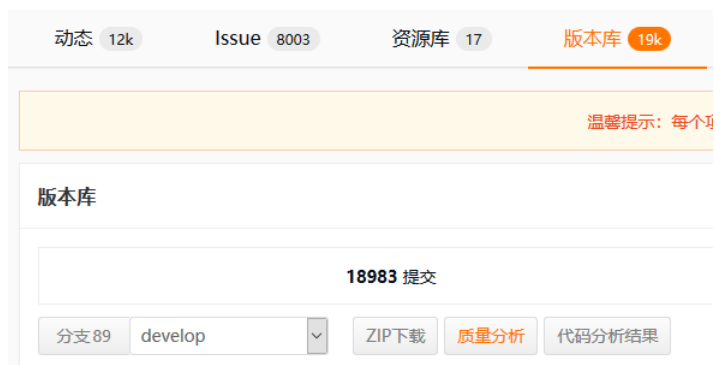 动态 12k Issue 8003 资源库 17 版本库 19k
温馨提示：每个
版本库
18983 提交
分支 89 develop ZIP下载 质量分析 代码分析结果